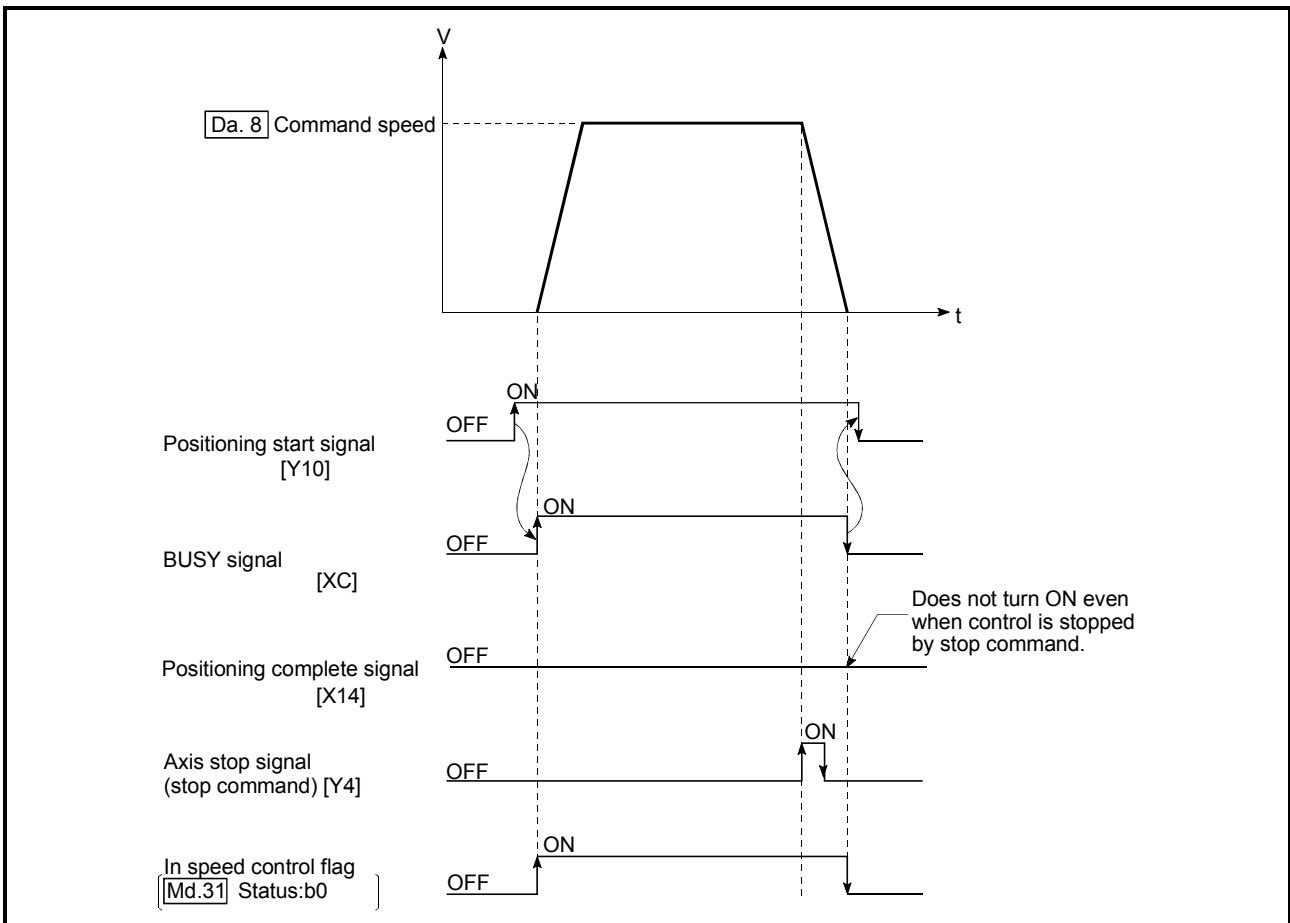 V
Da. 8 Command speed
t
ON
OFF
Positioning start signal
[Y10]
ON
OFF
BUSY signal
[XC]
Does not turn ON even
when control is stopped
by stop command.
OFF
Positioning complete signal
[X14]
ON
Axis stop signal
(stop command) [Y4]
OFF
ON
In speed control flag
Md.31 Status:b0
OFF